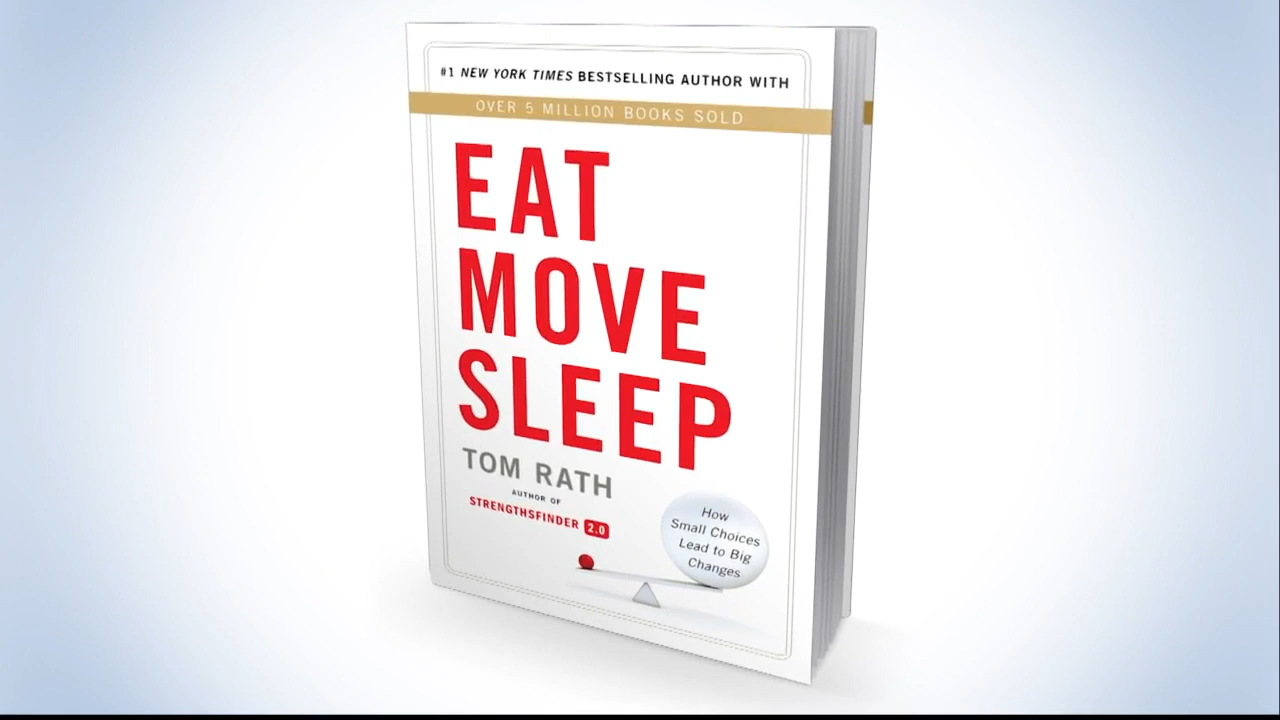 #1 NEW YORK TIMES BESTSELLING AUTHOR WITH
OVER 5 MILLION BOOKS SOLD
EAT
MOVE
SLEEP
TOM RATH
AUTHOR OF
STRENGTHSFINDER 2.0
How
Small Choices
Lead to Big
Changes